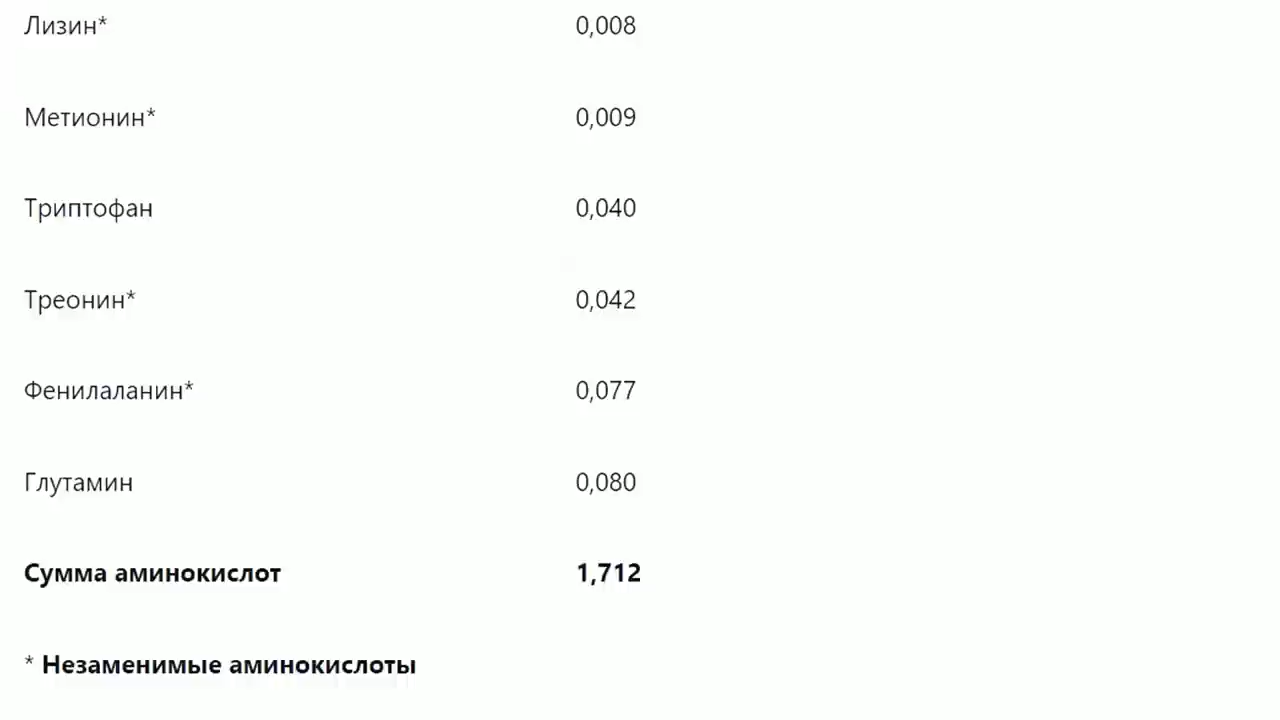 Лизин* 0,008
Метионин* 0,009
Триптофан 0,040
Треонин* 0,042
Фенилаланин* 0,077
Глутамин 0,080
Сумма аминокислот 1,712
* Незаменимые аминокислоты